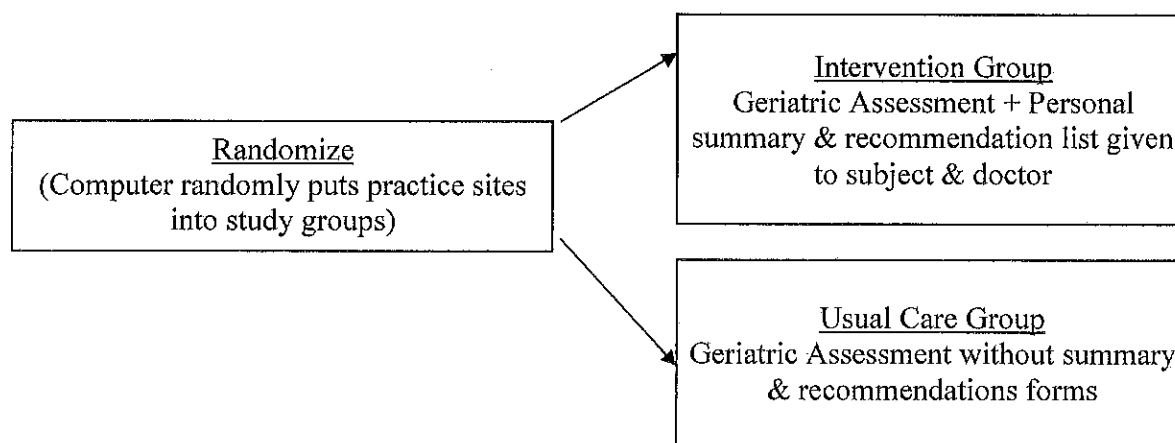 Randomize
(Computer randomly puts practice sites
into study groups)
Intervention Group
Geriatric Assessment + Personal
summary & recommendation list given
to subject & doctor
Usual Care Group
Geriatric Assessment without summary
& recommendations forms